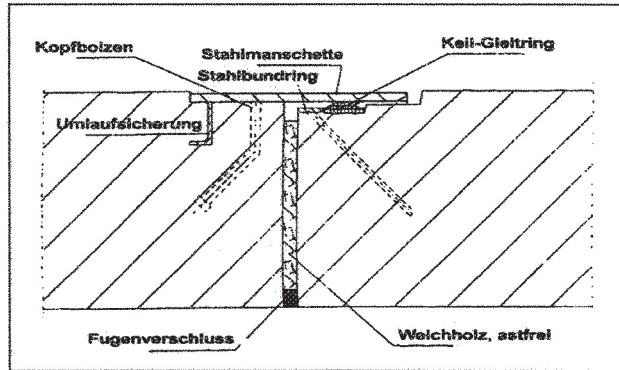 Kopfbolzen
Stahlmanschette
Keil-Gleitring
Stahlbundring
Umlaufsicherung
Fugenverschluss
Weichholz, astfrei